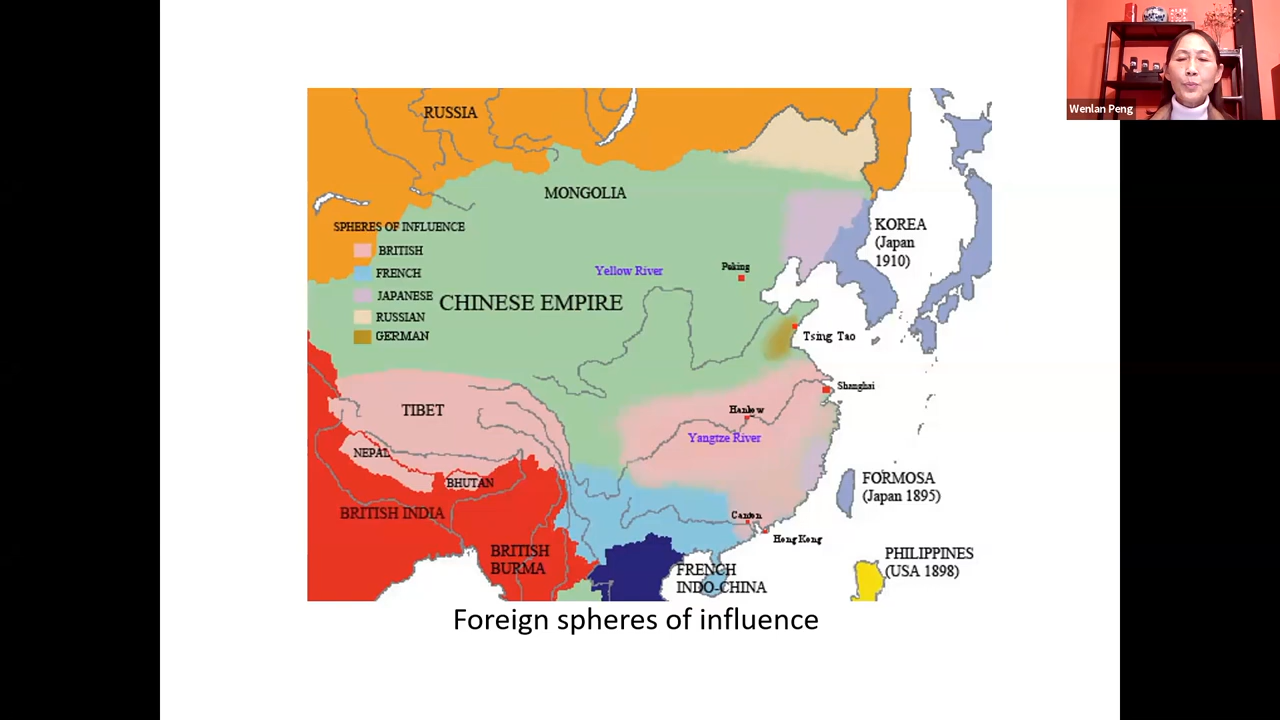 Wenlan Peng
RUSSIA
MONGOLIA
SPHERES OF INFLUENCE
BRITISH
FRENCH
JAPANESE
RUSSIAN
GERMAN
CHINESE EMPIRE
Yellow River
Peking
KOREA
(Japan
1910)
Tsing Tao
Shanghai
Hankow
Yangtze River
TIBET
NEPAL
BHUTAN
BRITISH INDIA
BRITISH
BURMA
Canton
Hong Kong
FORMOSA
(Japan 1895)
FRENCH
INDO-CHINA
PHILIPPINES
(USA 1898)
Foreign spheres of influence